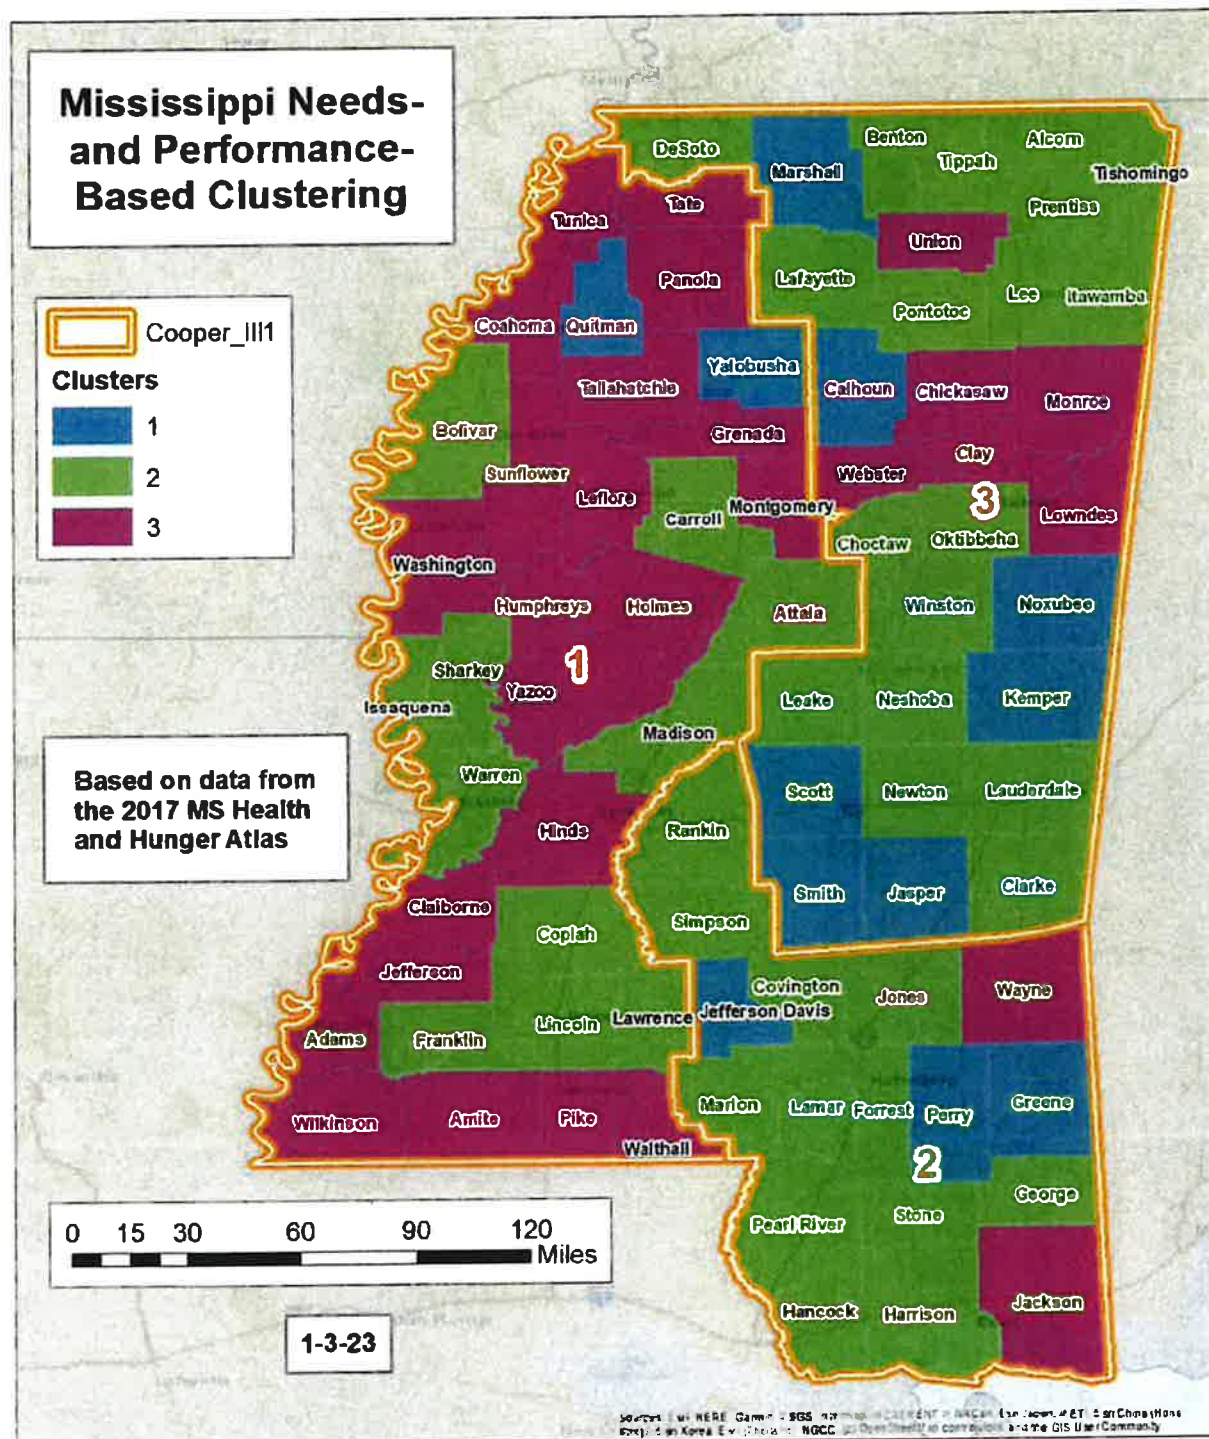 Mississippi Needs-
and Performance-
Based Clustering
Cooper_III1
Clusters
1
2
3
Based on data from
the 2017 MS Health
and Hunger Atlas
DeSoto
Marshall
Benton
Tippah
Alcorn
Tishomingo
Prentiss
Tunica
Tate
Union
Panola
Lafayette
Pontotoc
Lee
Itawamba
Coahoma
Quitman
Yalobusha
Tallahatchie
Calhoun
Chickasaw
Monroe
Bolivar
Grenada
Clay
Sunflower
Leflore
Webster
3
Carroll
Montgomery
Lowndes
Choctaw
Oktibbeha
Washington
Humphreys
Holmes
Attala
Winston
Noxubee
1
Sharkey
Yazoo
Issaquena
Leake
Neshoba
Kemper
Madison
Warren
Scott
Newton
Lauderdale
Hinds
Rankin
Smith
Jasper
Clarke
Claiborne
Copiah
Simpson
Jefferson
Covington
Jones
Wayne
Jefferson Davis
Lawrence
Lincoln
Adams
Franklin
Marion
Lamar
Forrest
Perry
Greene
Wilkinson
Amite
Pike
Walthall
2
George
Stone
Pearl River
Hancock
Harrison
Jackson
0 15 30 60 90 120
Miles
1-3-23
and the GIS User Community